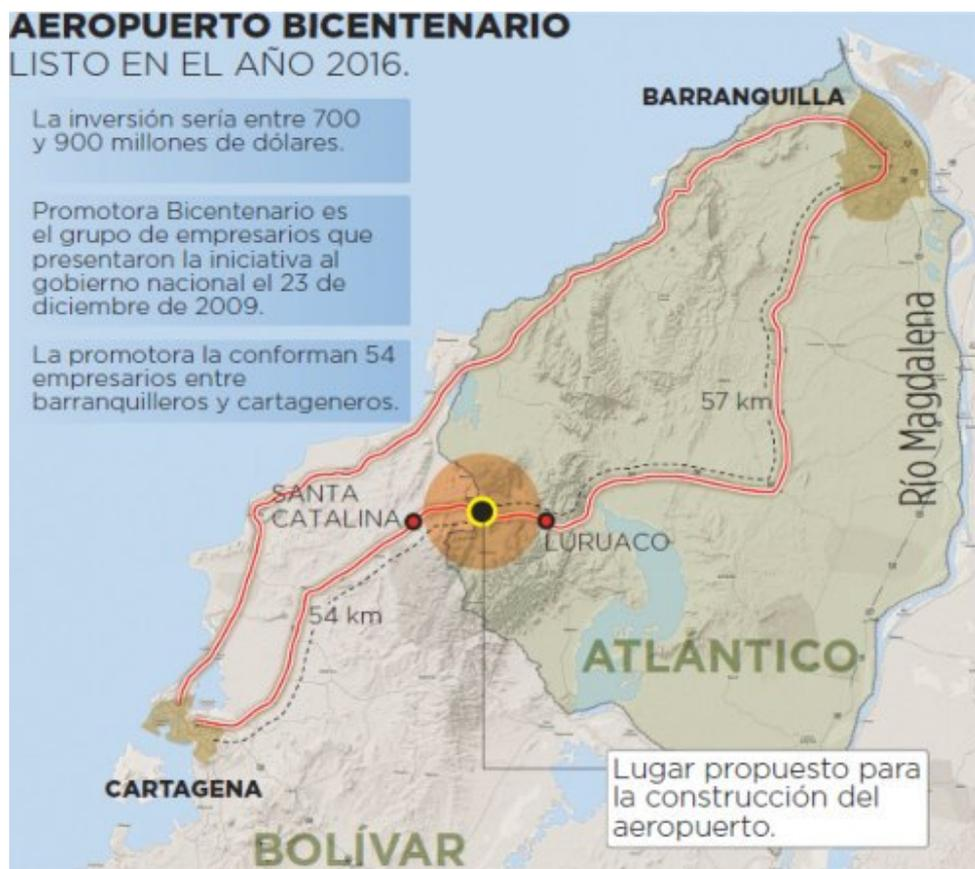 AEROPUERTO BICENTENARIO
LISTO EN EL AÑO 2016.
La inversión sería entre 700
y 900 millones de dólares.
Promotora Bicentenario es
el grupo de empresarios que
presentaron la iniciativa al
gobierno nacional el 23 de
diciembre de 2009.
La promotora la conforman 54
empresarios entre
barranquilleros y cartageneros.
BARRANQUILLA
Río Magdalena
57 km
SANTA
CATALINA
LURUACO
54 km
ATLÁNTICO
CARTAGENA
BOLÍVAR
Lugar propuesto para
la construcción del
aeropuerto.